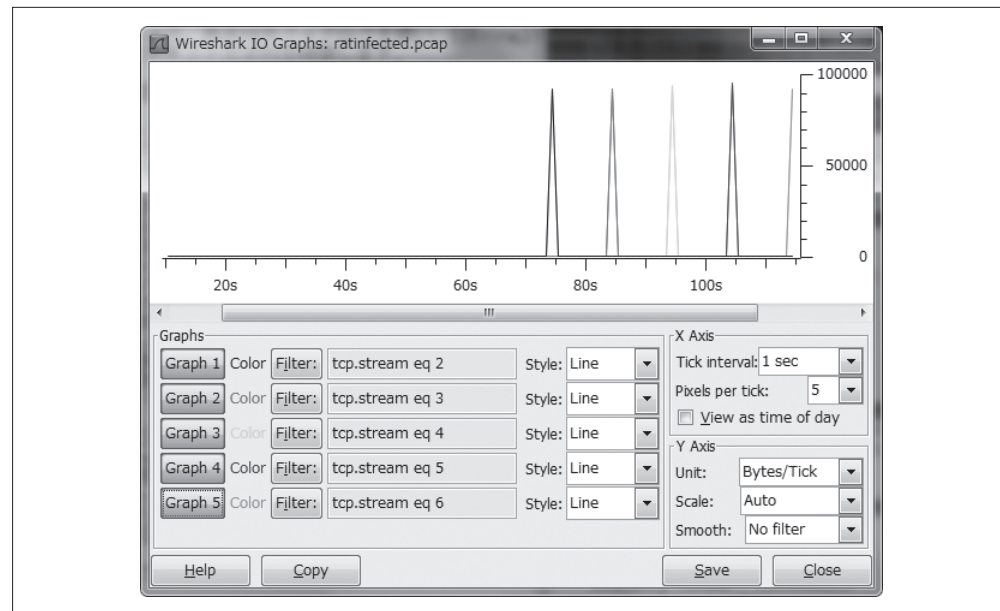 Wireshark IO Graphs: ratinfected.pcap
100000
50000
0
20s 40s 60s 80s 100s
Graphs
Graph 1 Color Filter: tcp.stream eq 2 Style: Line
Graph 2 Color Filter: tcp.stream eq 3 Style: Line
Graph 3 Color Filter: tcp.stream eq 4 Style: Line
Graph 4 Color Filter: tcp.stream eq 5 Style: Line
Graph 5 Color Filter: tcp.stream eq 6 Style: Line
X Axis
Tick interval: 1 sec
Pixels per tick: 5
View as time of day
Y Axis
Unit: Bytes/Tick
Scale: Auto
Smooth: No filter
Help Copy Save Close